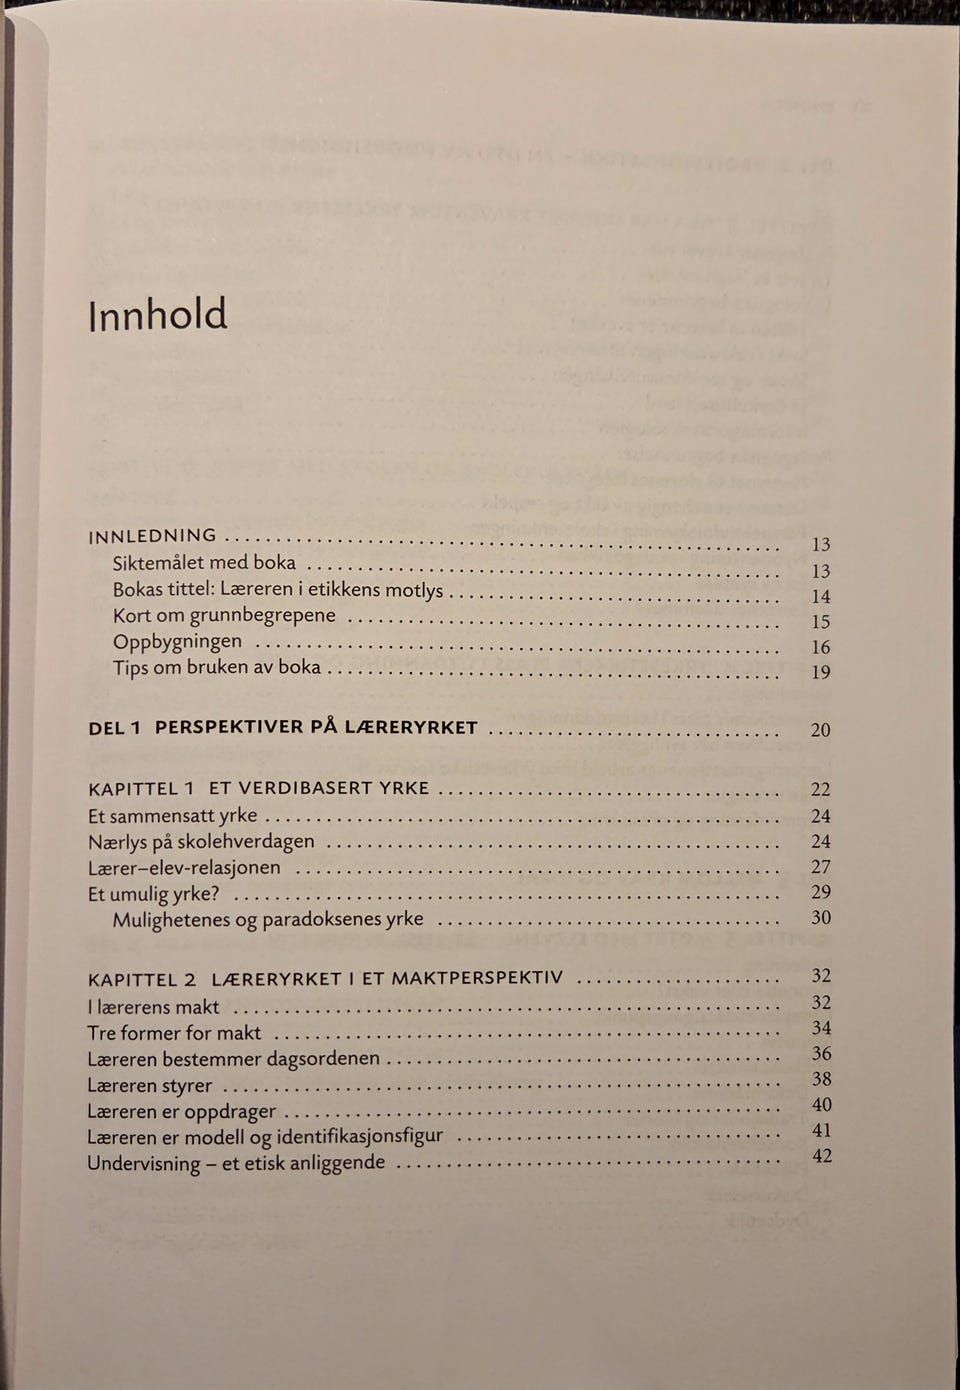 Innhold
INNLEDNING ........................................................ 13
Siktemålet med boka ................................................ 13
Bokas tittel: Læreren i etikkens motlys ................................. 14
Kort om grunnbegrepene ........................................... 15
Oppbygningen .................................................... 16
Tips om bruken av boka ............................................. 19
DEL 1 PERSPEKTIVER PÅ LÆRERYRKET ............................. 20
KAPITTEL 1 ET VERDIBASERT YRKE .................................. 22
Et sammensatt yrke ................................................... 24
Nærlys på skolehverdagen ............................................. 24
Lærer–elev-relasjonen ................................................ 27
Et umulig yrke? ...................................................... 29
Mulighetenes og paradoksenes yrke .................................. 30
KAPITTEL 2 LÆRERYRKET I ET MAKTPERSPEKTIV ..................... 32
I lærerens makt ...................................................... 32
Tre former for makt .................................................. 34
Læreren bestemmer dagsordenen ....................................... 36
Læreren styrer ....................................................... 38
Læreren er oppdrager ................................................. 40
Læreren er modell og identifikasjonsfigur ................................ 41
Undervisning – et etisk anliggende ...................................... 42